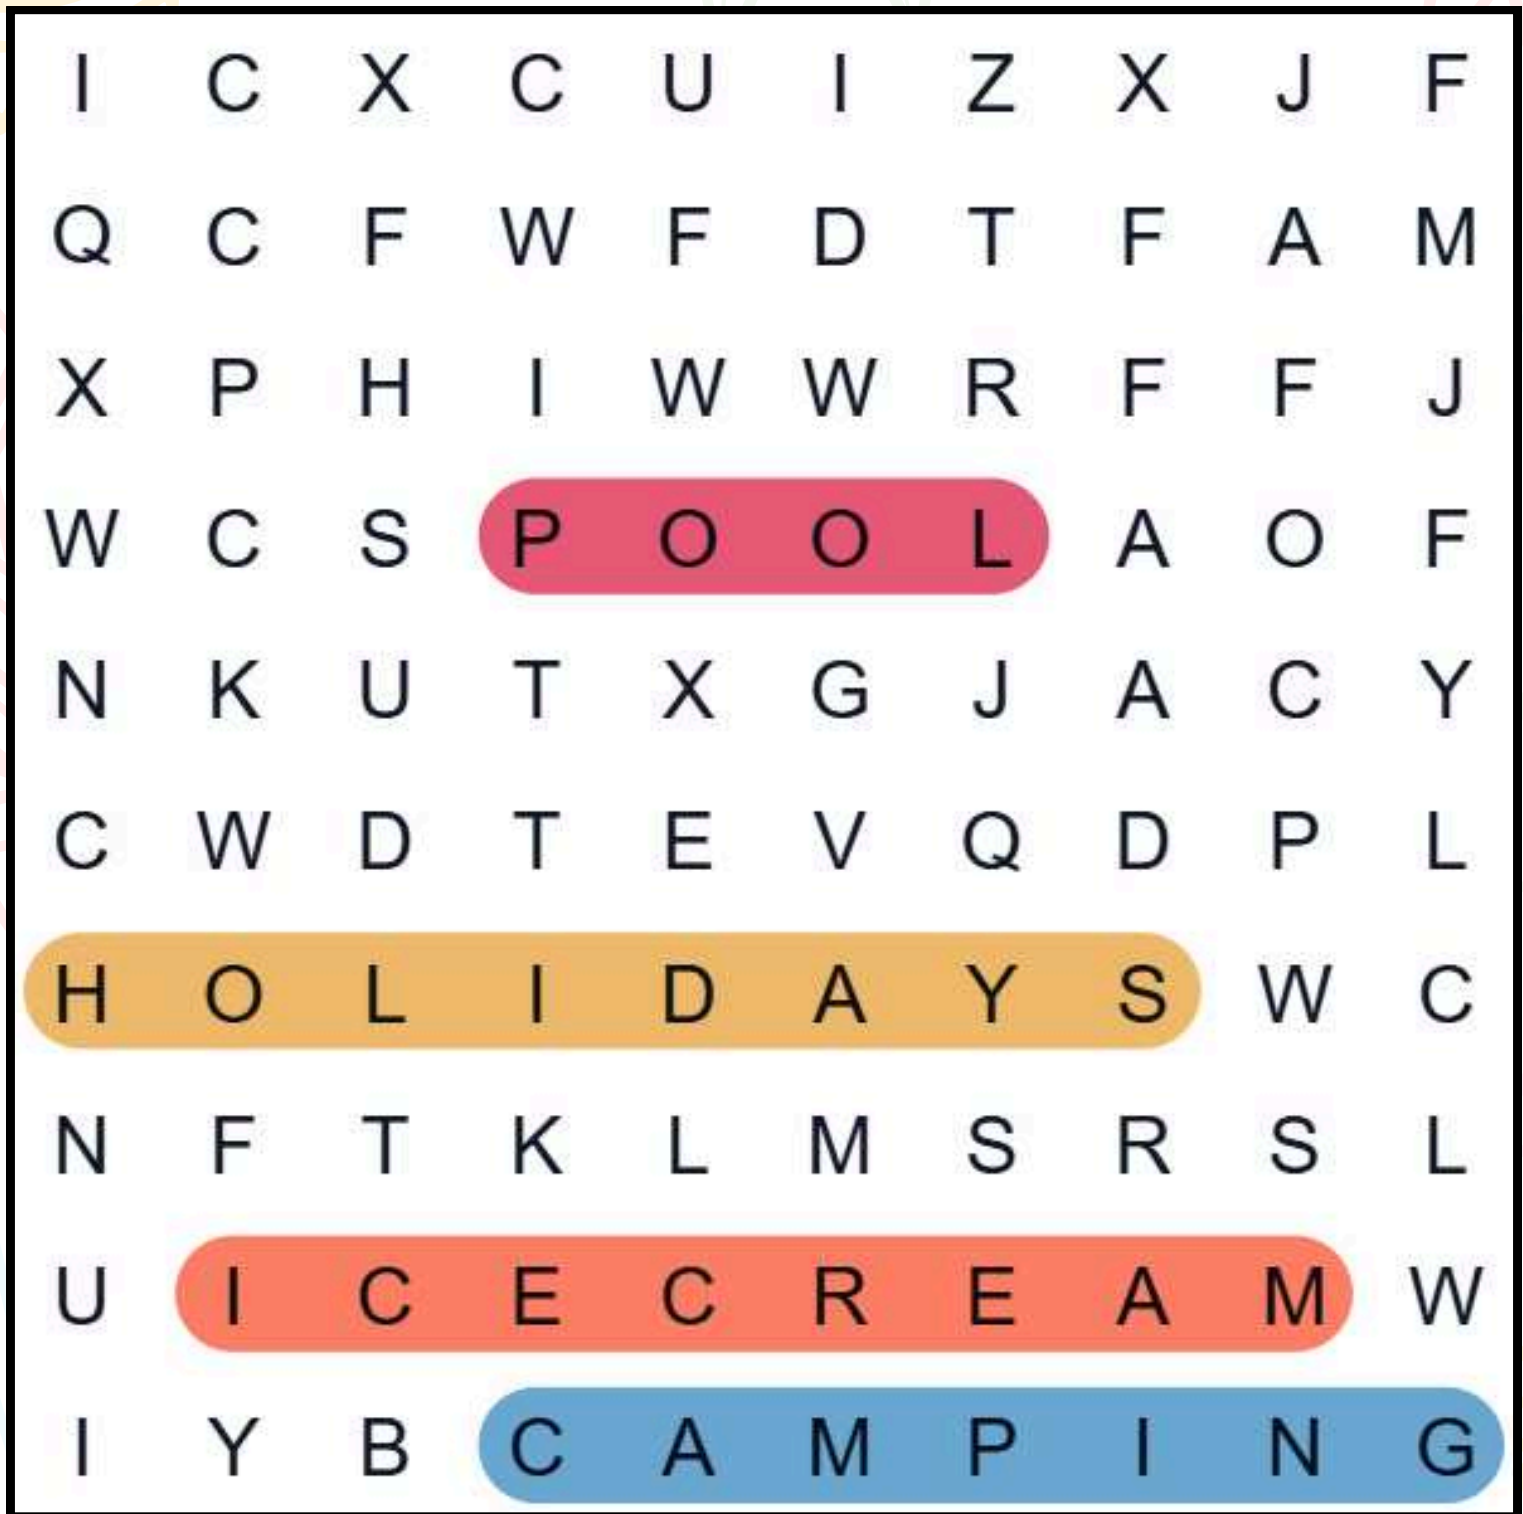 I C X C U I Z X J F
Q C F W F D T F A M
X P H I W W R F F J
W C S P O O L A O F
N K U T X G J A C Y
C W D T E V Q D P L
H O L I D A Y S W C
N F T K L M S R S L
U I C E C R E A M W
I Y B C A M P I N G